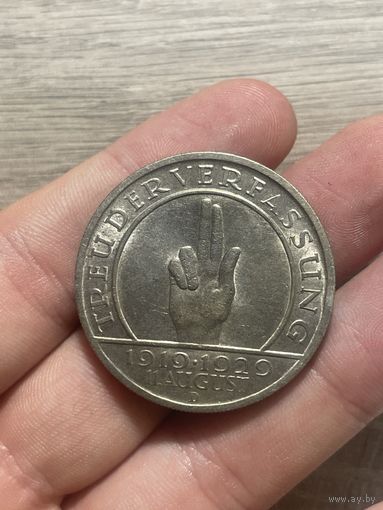 TREU DER VERFASSUNG
1919·1929
11 AUGUST
D
www.ay.by